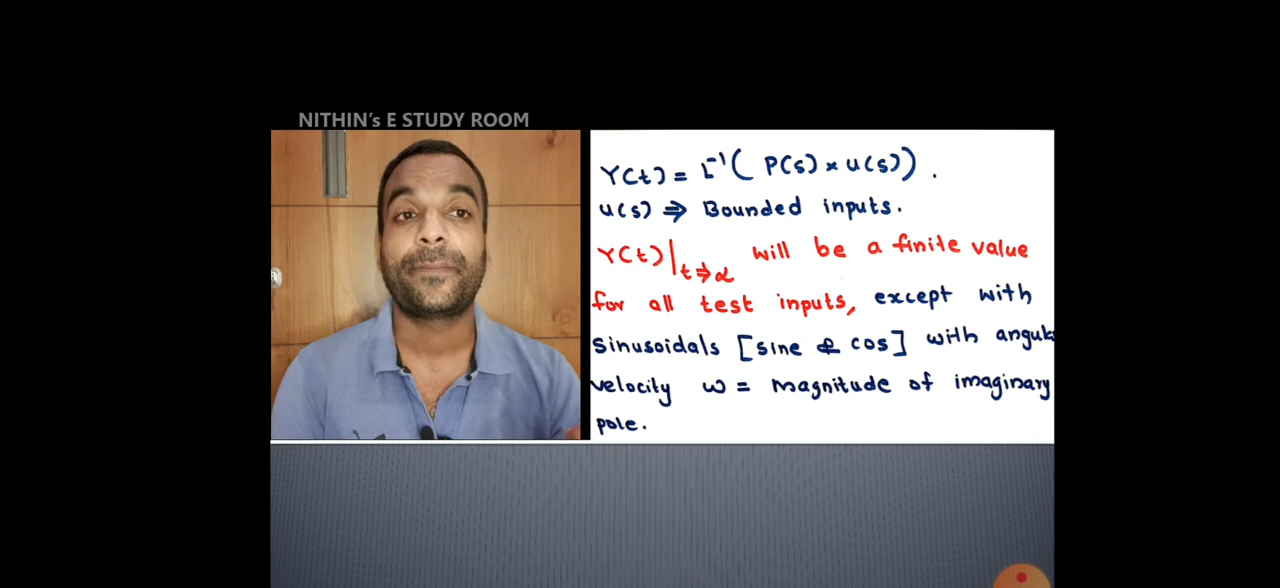 NITHIN's E STUDY ROOM
Y(t) = L⁻¹( P(s) × u(s)) .
u(s) ⇒ Bounded inputs.
Y(t)|t⇒α will be a finite value
for all test inputs, except with
sinusoidals [sine & cos] with angula
velocity ω = magnitude of imaginary
pole.